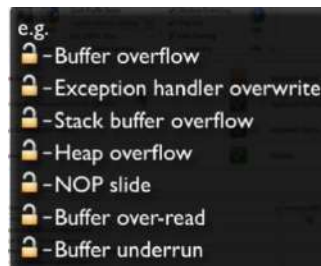 e.g.
-Buffer overflow
-Exception handler overwrite
-Stack buffer overflow
-Heap overflow
-NOP slide
-Buffer over-read
-Buffer underrun